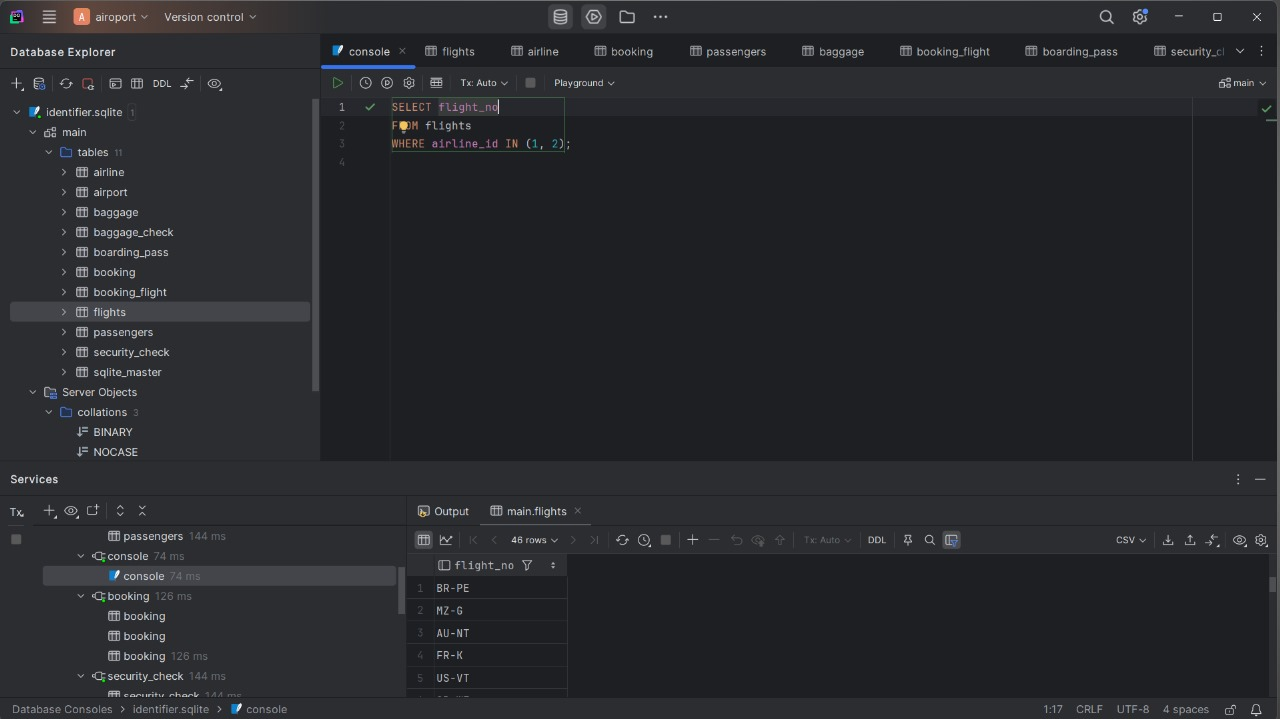 A airoport Version control
Database Explorer
console flights airline booking passengers baggage booking_flight boarding_pass security_cl
DDL
Tx: Auto Playground main
identifier.sqlite 1
main
tables 11
airline
airport
baggage
baggage_check
boarding_pass
booking
booking_flight
flights
passengers
security_check
sqlite_master
Server Objects
collations 3
BINARY
NOCASE
1 SELECT flight_no
2 FROM flights
3 WHERE airline_id IN (1, 2);
4
Services
Tx
passengers 144 ms
console 74 ms
console 74 ms
booking 126 ms
booking
booking
booking 126 ms
security_check 144 ms
security_check 144 ms
Output main.flights
46 rows Tx: Auto DDL CSV
flight_no
1 BR-PE
2 MZ-G
3 AU-NT
4 FR-K
5 US-VT
Database Consoles identifier.sqlite console 1:17 CRLF UTF-8 4 spaces